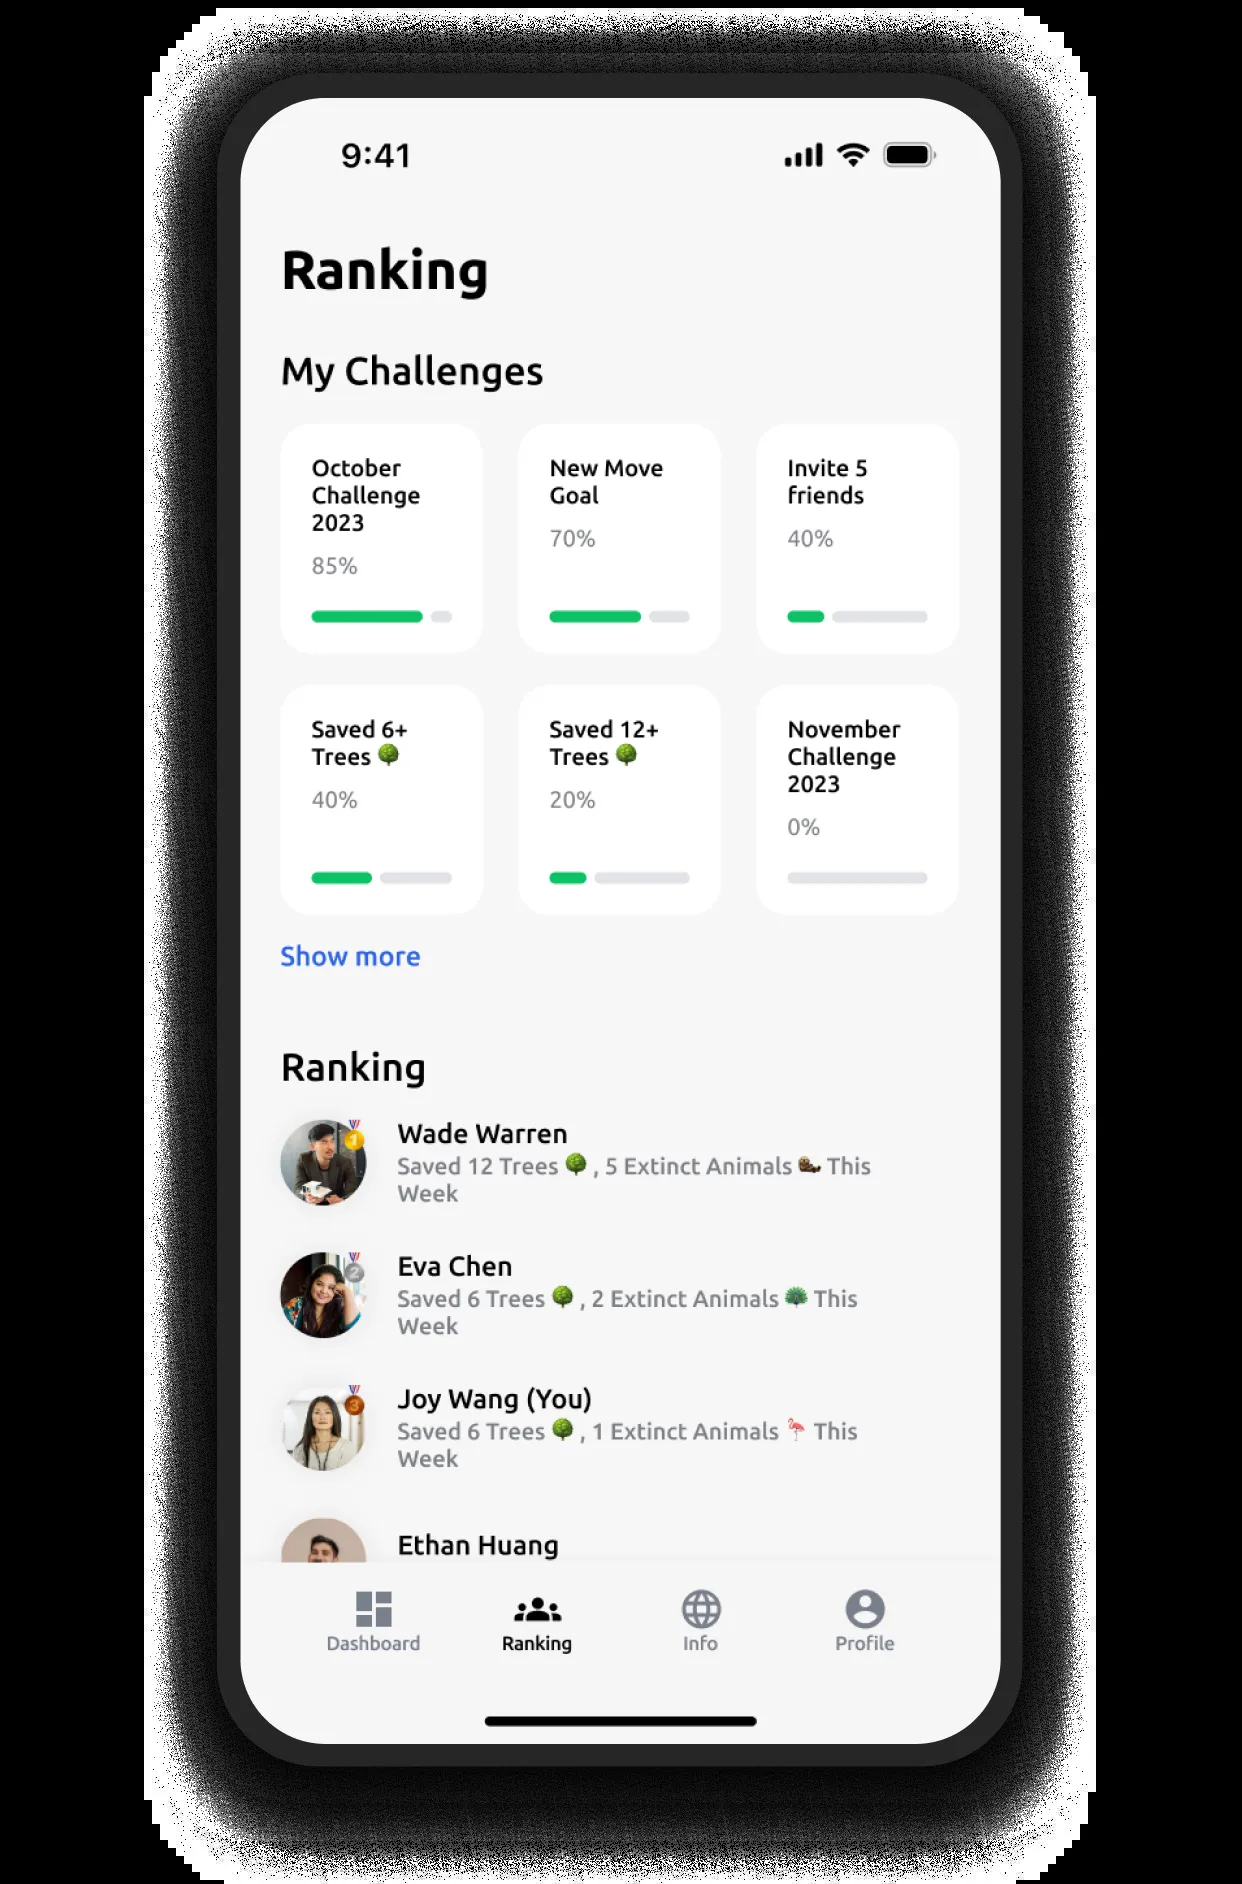 9:41
Ranking
My Challenges
October
Challenge
2023
85%
New Move
Goal
70%
Invite 5
friends
40%
Saved 6+
Trees 🌳
40%
Saved 12+
Trees 🌳
20%
November
Challenge
2023
0%
Show more
Ranking
1
Wade Warren
Saved 12 Trees 🌳 , 5 Extinct Animals 🦦 This
Week
2
Eva Chen
Saved 6 Trees 🌳 , 2 Extinct Animals 🦚 This
Week
3
Joy Wang (You)
Saved 6 Trees 🌳 , 1 Extinct Animals 🦩 This
Week
Ethan Huang
Dashboard
Ranking
Info
Profile